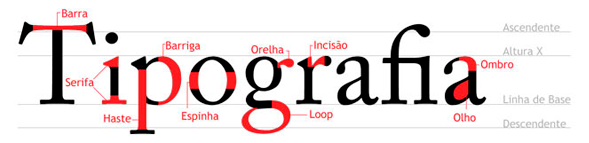 Barra
Ascendente
Barriga
Orelha
Incisão
Altura X
Tipografia
Ombro
Serifa
Linha de Base
Haste
Espinha
Loop
Olho
Descendente